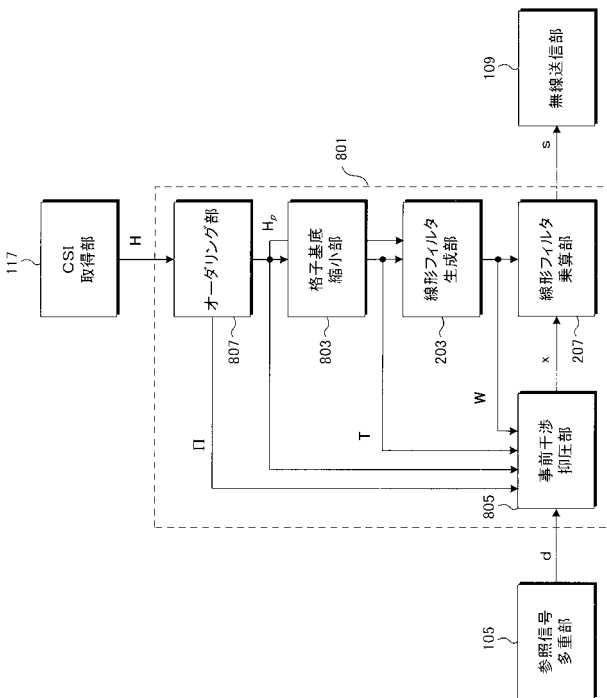 117
CSI
取得部
H
801
オーダリング部
807
Π
H_p
格子基底
縮小部
803
T
線形フィルタ
生成部
203
W
105
参照信号
多重部
d
805
事前干渉
抑圧部
x
線形フィルタ
乗算部
207
s
109
無線送信部